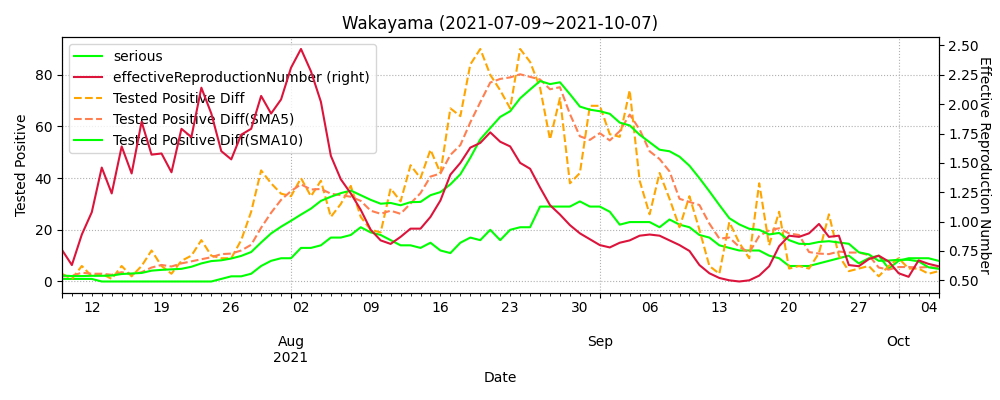 Wakayama (2021-07-09~2021-10-07)
serious
effectiveReproductionNumber (right)
Tested Positive Diff
Tested Positive Diff(SMA5)
Tested Positive Diff(SMA10)
Tested Positive
80
60
40
20
0
2.50
2.25
2.00
1.75
1.50
1.25
1.00
0.75
0.50
Effective Reproduction Number
12 19 26 02 09 16 23 30 06 13 20 27 04
Aug Sep Oct
2021
Date